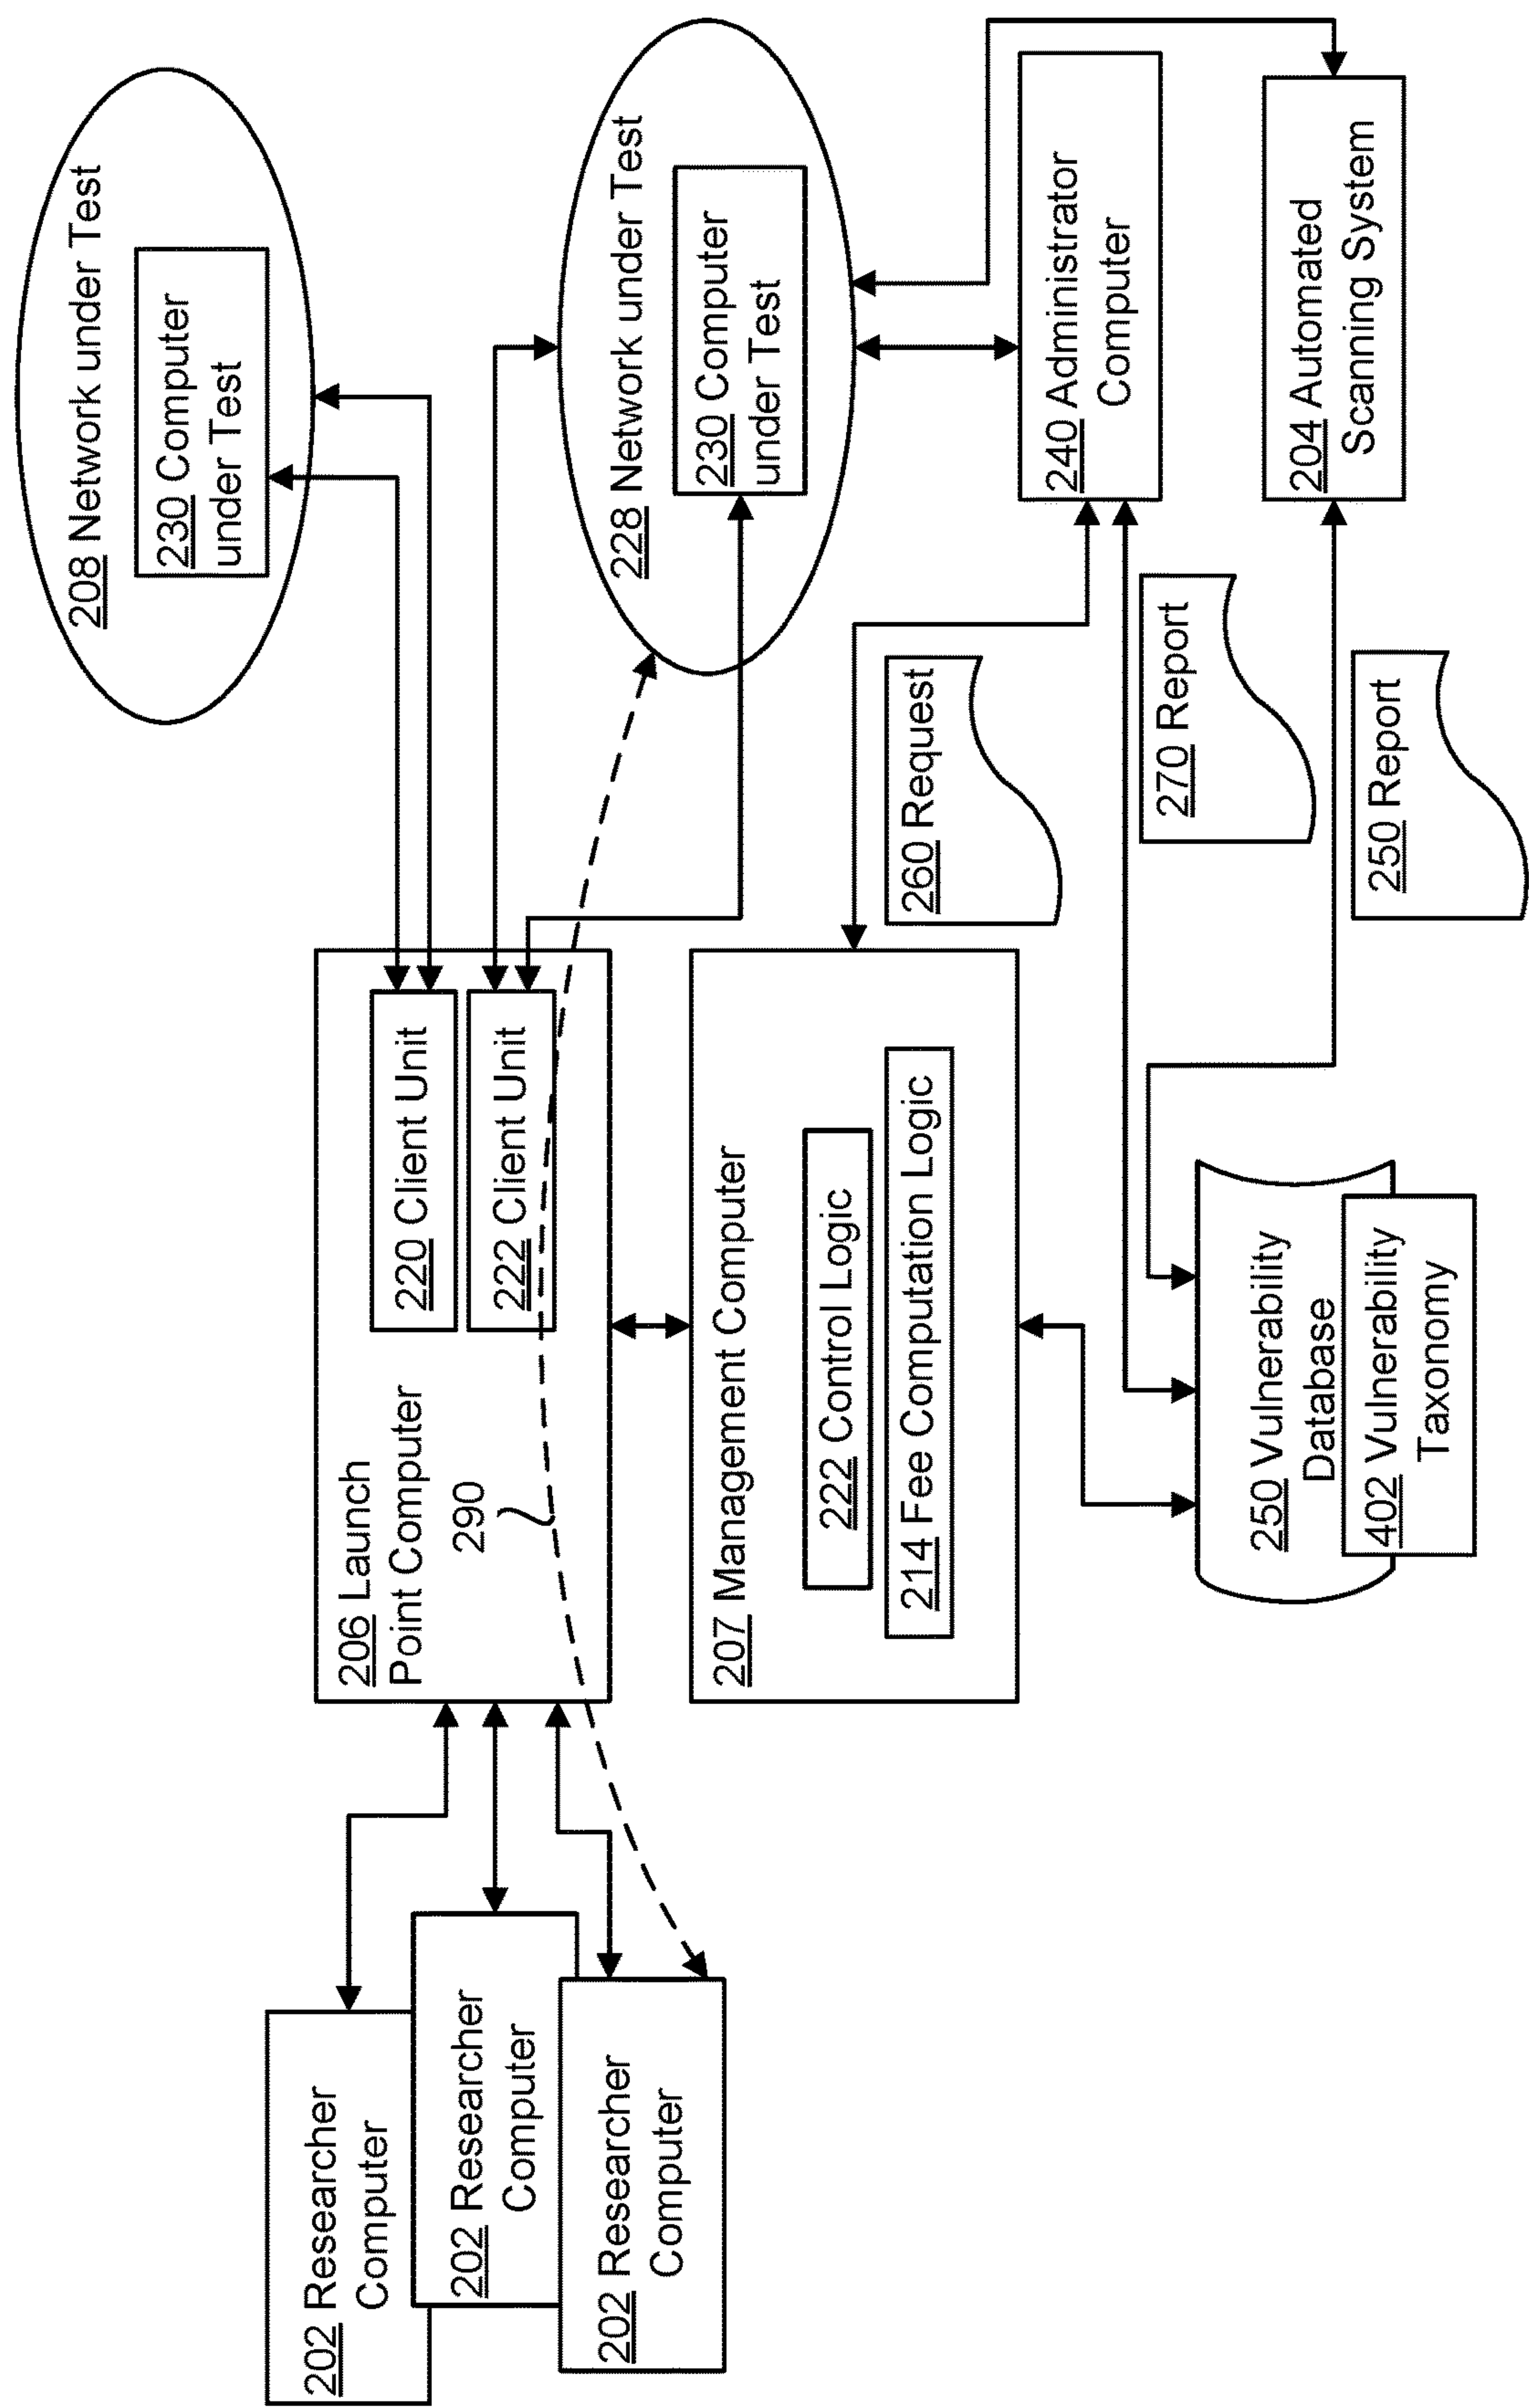 202 Researcher
Computer
202 Researcher
Computer
202 Researcher
Computer
206 Launch
Point Computer
290
220 Client Unit
222 Client Unit
208 Network under Test
230 Computer
under Test
228 Network under Test
230 Computer
under Test
207 Management Computer
222 Control Logic
214 Fee Computation Logic
260 Request
240 Administrator
Computer
270 Report
250 Vulnerability
Database
402 Vulnerability
Taxonomy
250 Report
204 Automated
Scanning System